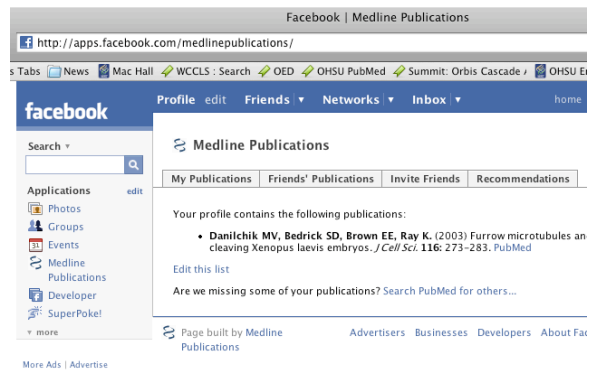 Facebook | Medline Publications
http://apps.facebook.com/medlinepublications/
s Tabs News Mac Hall WCCLS : Search OED OHSU PubMed Summit: Orbis Cascade OHSU
facebook
Profile edit Friends Networks Inbox home
Search
Applications edit
Photos
Groups
31 Events
Medline
Publications
Developer
SuperPoke!
more
More Ads | Advertise
Medline Publications
My Publications Friends' Publications Invite Friends Recommendations
Your profile contains the following publications:
• Danilchik MV, Bedrick SD, Brown EE, Ray K. (2003) Furrow microtubules and
cleaving Xenopus laevis embryos. J Cell Sci. 116: 273-283. PubMed
Edit this list
Are we missing some of your publications? Search PubMed for others...
Page built by Medline
Publications
Advertisers Businesses Developers About